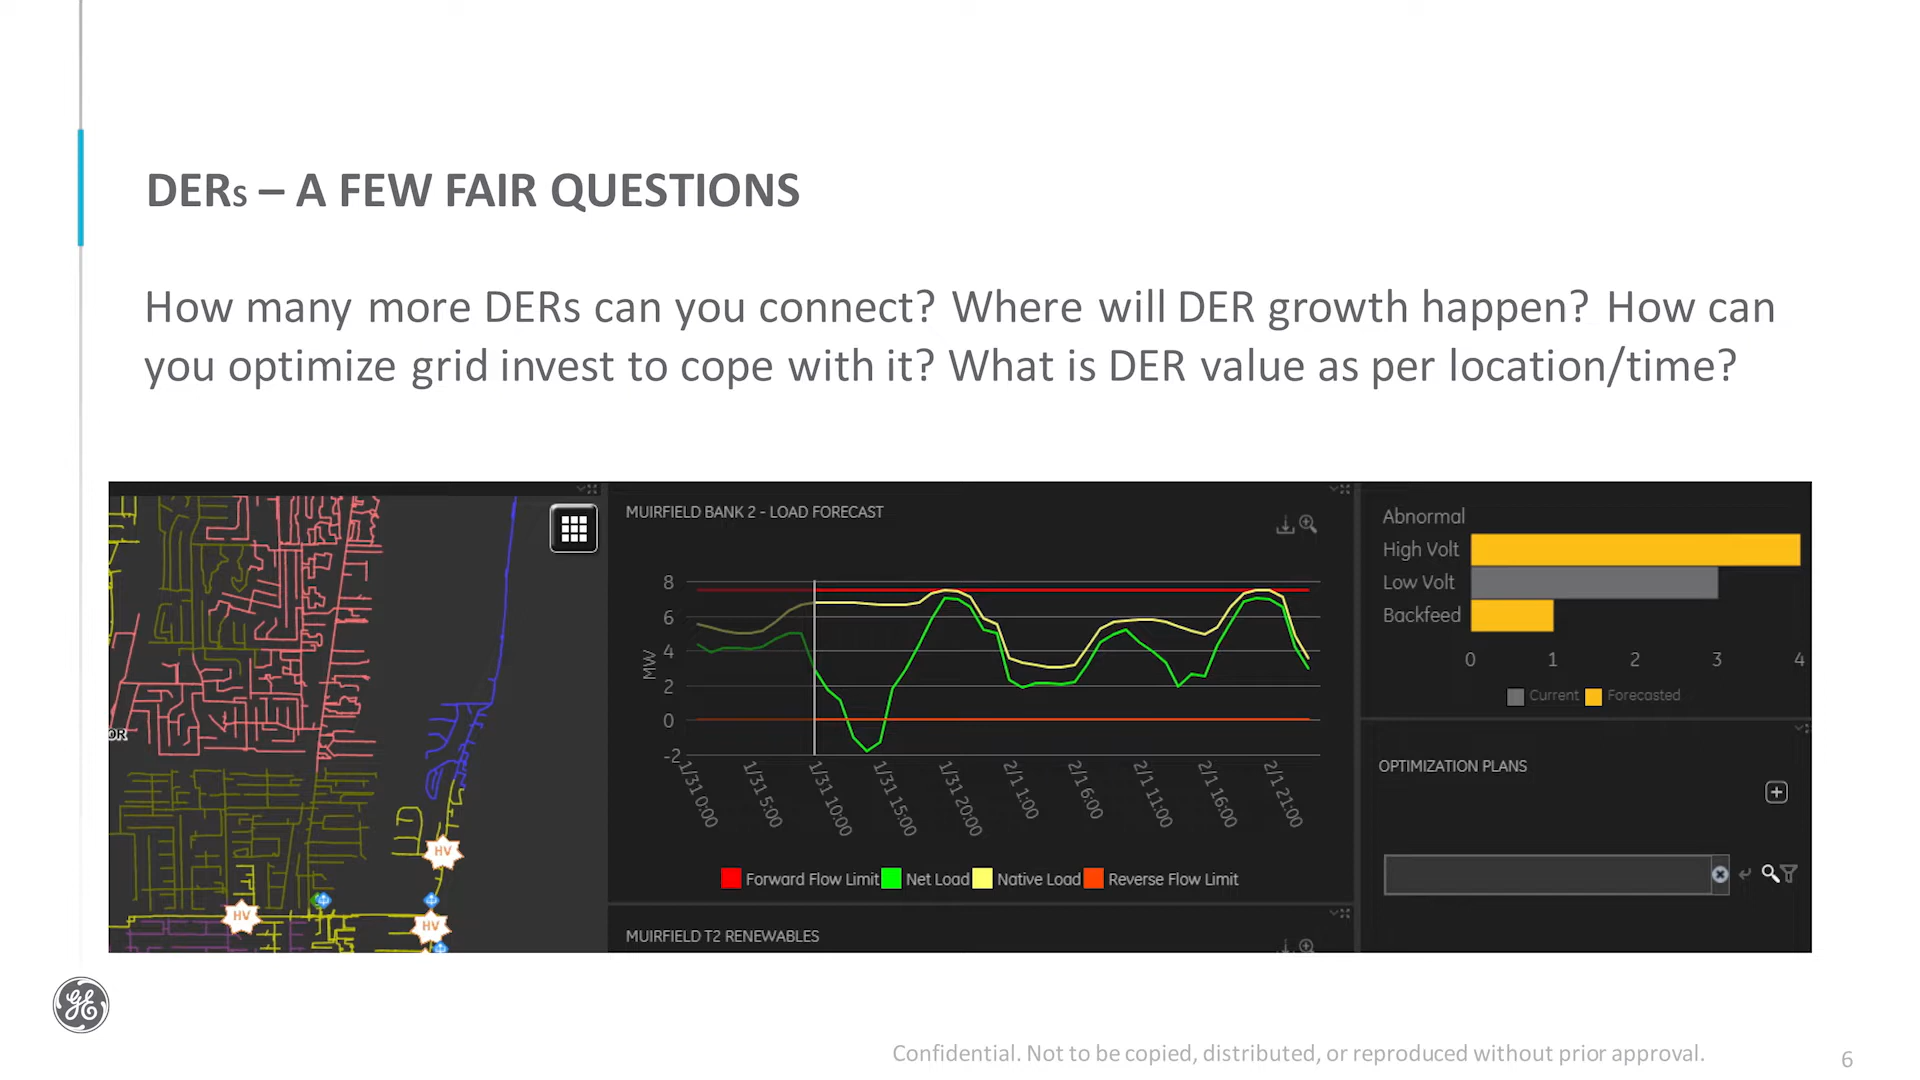 DERs – A FEW FAIR QUESTIONS
How many more DERs can you connect? Where will DER growth happen? How can
you optimize grid invest to cope with it? What is DER value as per location/time?
OR
HV
HV
HV
MUIRFIELD BANK 2 - LOAD FORECAST
MW
8
6
4
2
0
-2
1/31 0:00
1/31 5:00
1/31 10:00
1/31 15:00
1/31 20:00
2/1 1:00
2/1 6:00
2/1 11:00
2/1 16:00
2/1 21:00
Forward Flow Limit Net Load Native Load Reverse Flow Limit
MUIRFIELD T2 RENEWABLES
Abnormal
High Volt
Low Volt
Backfeed
0 1 2 3 4
Current Forecasted
OPTIMIZATION PLANS
GE
Confidential. Not to be copied, distributed, or reproduced without prior approval.
6